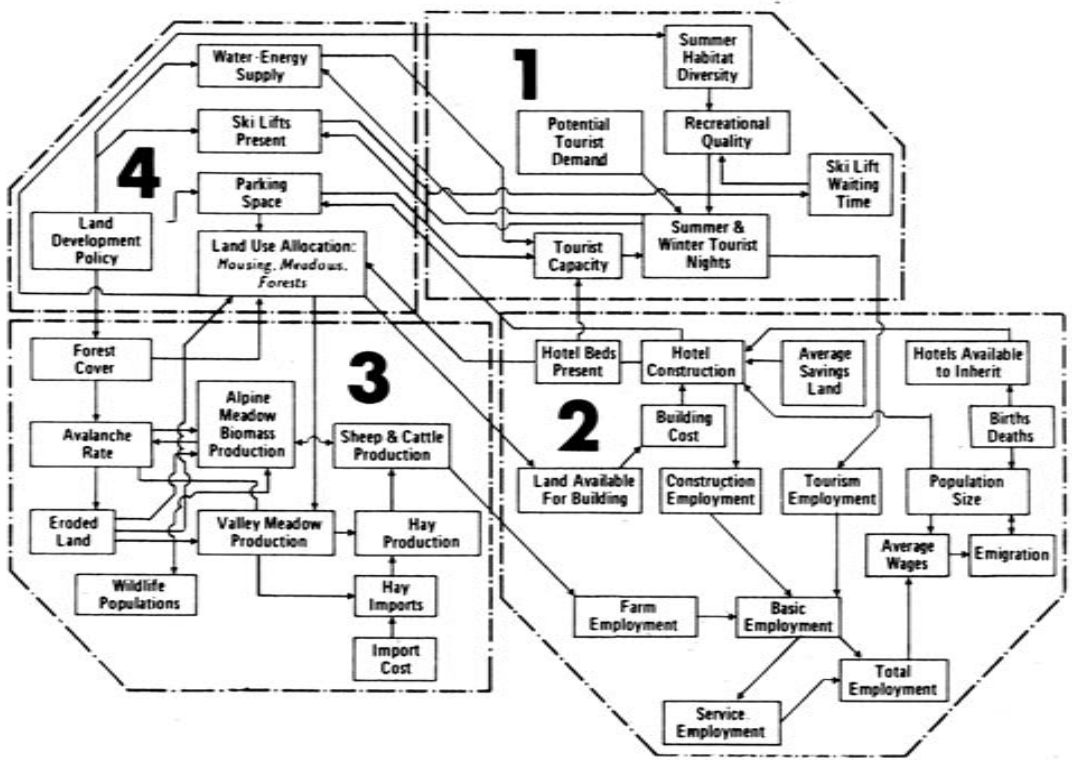 1
Summer
Habitat
Diversity
Potential
Tourist
Demand
Recreational
Quality
Ski Lift
Waiting
Time
Summer &
Winter Tourist
Nights
Tourist
Capacity
4
Water-Energy
Supply
Ski Lifts
Present
Parking
Space
Land
Development
Policy
Land Use Allocation:
Housing, Meadows,
Forests
3
Forest
Cover
Alpine
Meadow
Biomass
Production
Avalanche
Rate
Sheep & Cattle
Production
Eroded
Land
Valley Meadow
Production
Hay
Production
Wildlife
Populations
Hay
Imports
Import
Cost
2
Hotel Beds
Present
Hotel
Construction
Average
Savings
Land
Hotels Available
to Inherit
Building
Cost
Births
Deaths
Land Available
For Building
Construction
Employment
Tourism
Employment
Population
Size
Average
Wages
Emigration
Farm
Employment
Basic
Employment
Total
Employment
Service
Employment